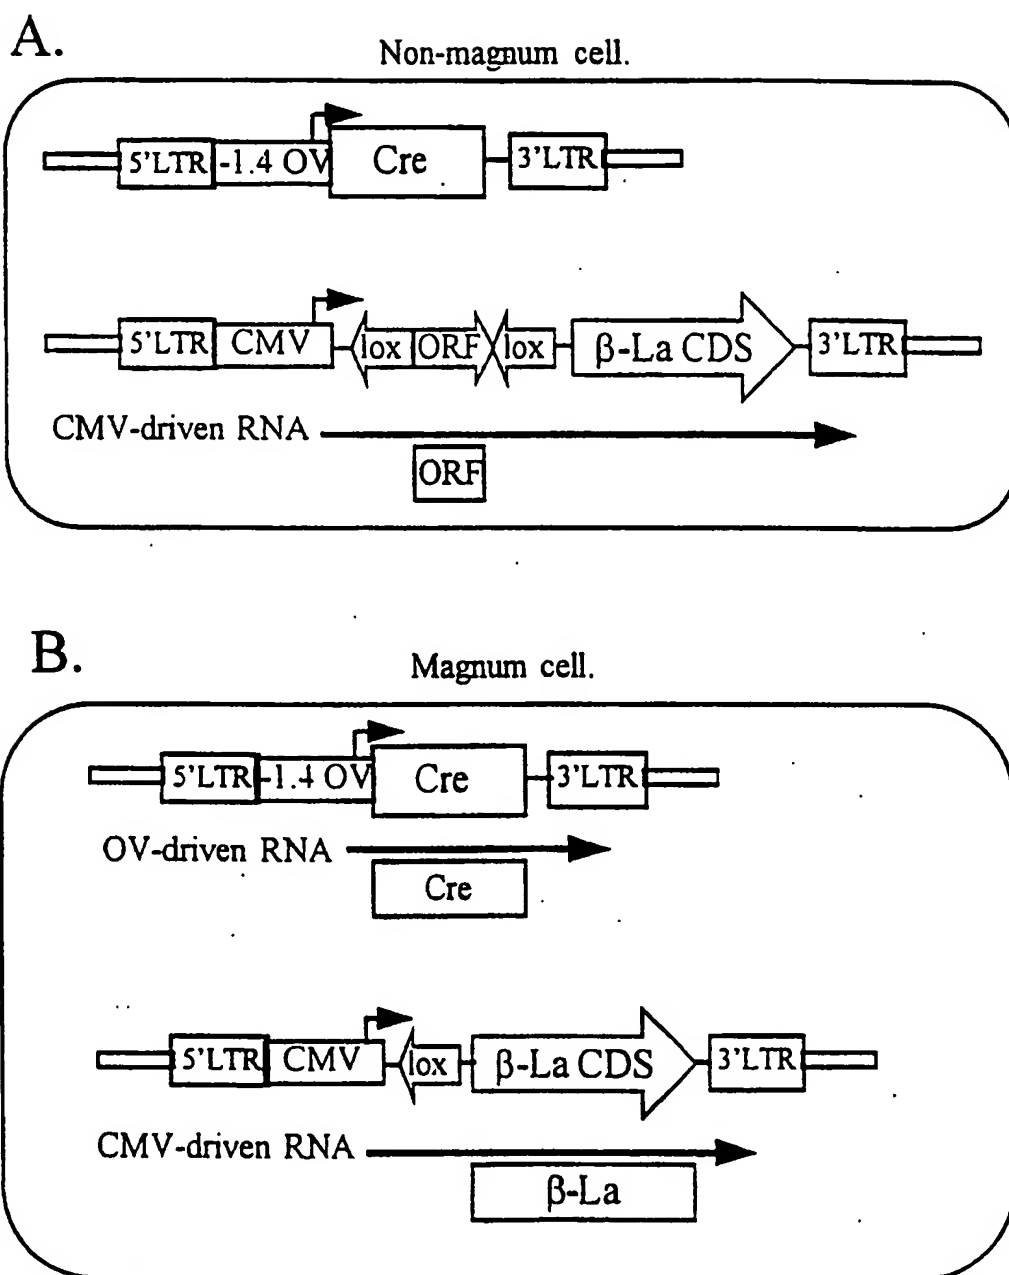 A.
Non-magnum cell.
5'LTR -1.4 OV Cre 3'LTR
5'LTR CMV lox ORF lox β-La CDS 3'LTR
CMV-driven RNA
ORF
B.
Magnum cell.
5'LTR -1.4 OV Cre 3'LTR
OV-driven RNA
Cre
5'LTR CMV lox β-La CDS 3'LTR
CMV-driven RNA
β-La